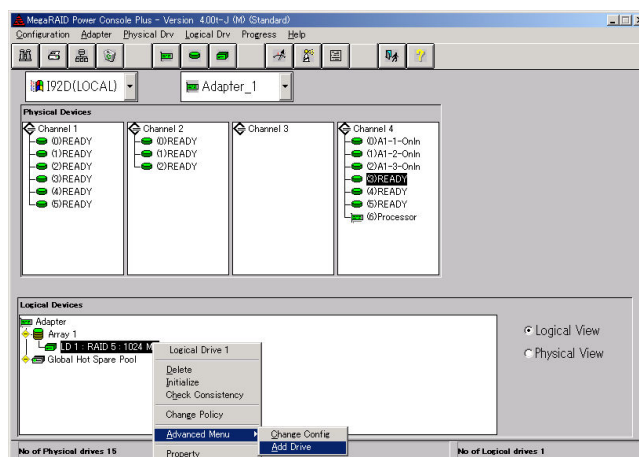 MegaRAID Power Console Plus - Version 4.00t-J (M) (Standard)
Configuration Adapter Physical Drv Logical Drv Progress Help
I92D(LOCAL) Adapter_1
Physical Devices
Channel 1
(0)READY
(1)READY
(2)READY
(3)READY
(4)READY
(5)READY
Channel 2
(0)READY
(1)READY
(2)READY
Channel 3
Channel 4
(0)A1-1-OnIn
(1)A1-2-OnIn
(2)A1-3-OnIn
(3)READY
(4)READY
(5)READY
(6)Processor
Logical Devices
Adapter
Array 1
LD 1 : RAID 5 : 1024 M
Global Hot Spare Pool
Logical Drive 1
Delete
Initialize
Check Consistency
Change Policy
Advanced Menu
Property
Change Config
Add Drive
Logical View
Physical View
No of Physical drives 15
No of Logical drives 1